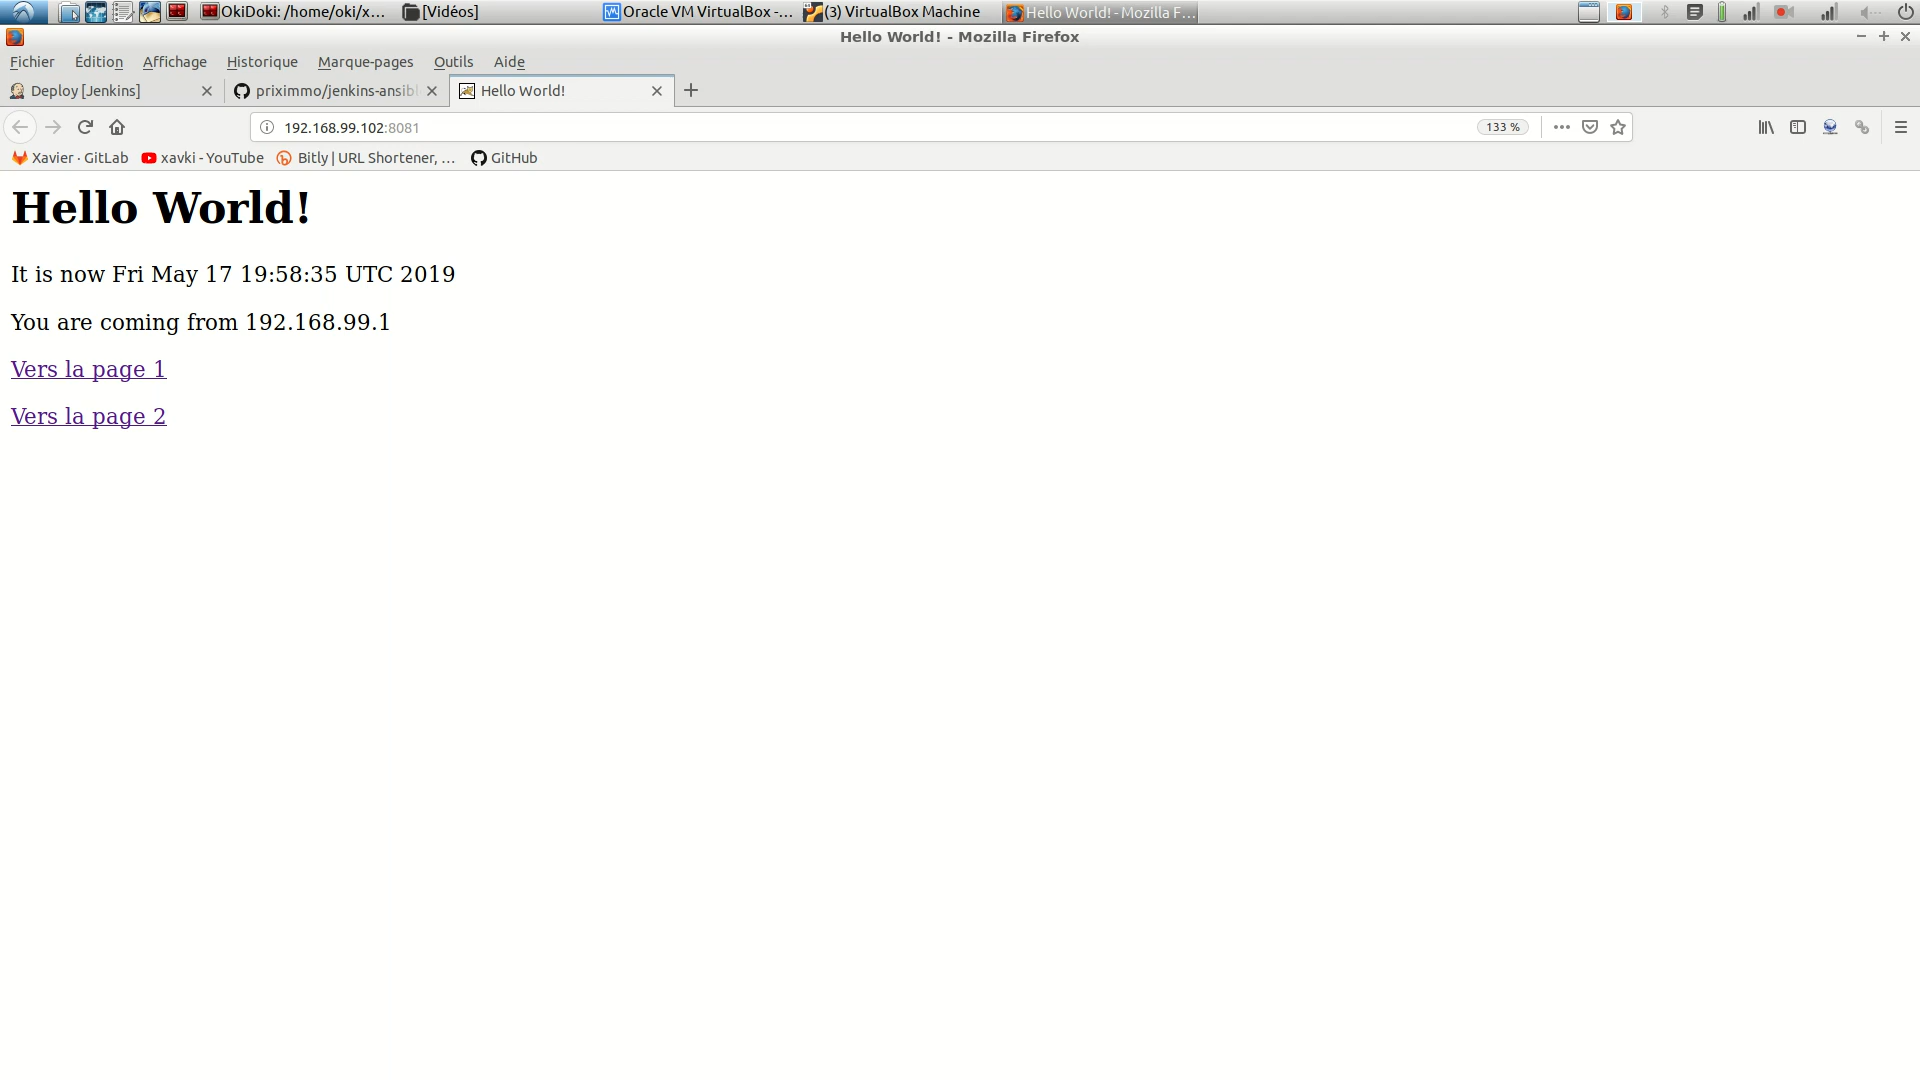 OkiDoki: /home/oki/x...
[Vidéos]
Oracle VM VirtualBox -...
(3) VirtualBox Machine
Hello World! - Mozilla F...
Hello World! - Mozilla Firefox
Fichier Édition Affichage Historique Marque-pages Outils Aide
Deploy [Jenkins]
priximmo/jenkins-ansibl
Hello World!
192.168.99.102:8081
133 %
Xavier · GitLab
xavki - YouTube
Bitly | URL Shortener, ...
GitHub
Hello World!
It is now Fri May 17 19:58:35 UTC 2019
You are coming from 192.168.99.1
Vers la page 1
Vers la page 2